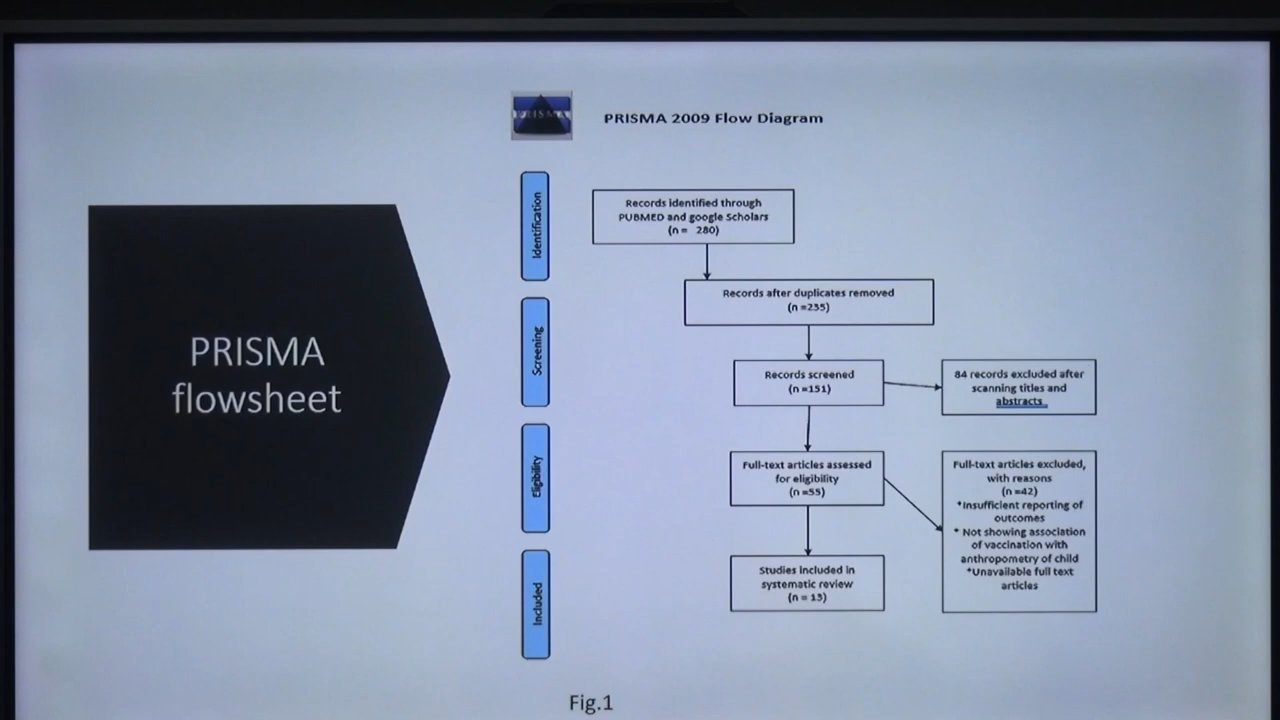 PRISMA
PRISMA 2009 Flow Diagram
PRISMA
flowsheet
Identification
Records identified through
PUBMED and google Scholars
(n = 280)
Records after duplicates removed
(n =235)
Screening
Records screened
(n =151)
84 records excluded after
scanning titles and
abstracts
Eligibility
Full-text articles assessed
for eligibility
(n =55)
Full-text articles excluded,
with reasons
(n =42)
*Insufficient reporting of
outcomes
* Not showing association
of vaccination with
anthropometry of child
*Unavailable full text
articles
Included
Studies included in
systematic review
(n = 13)
Fig.1